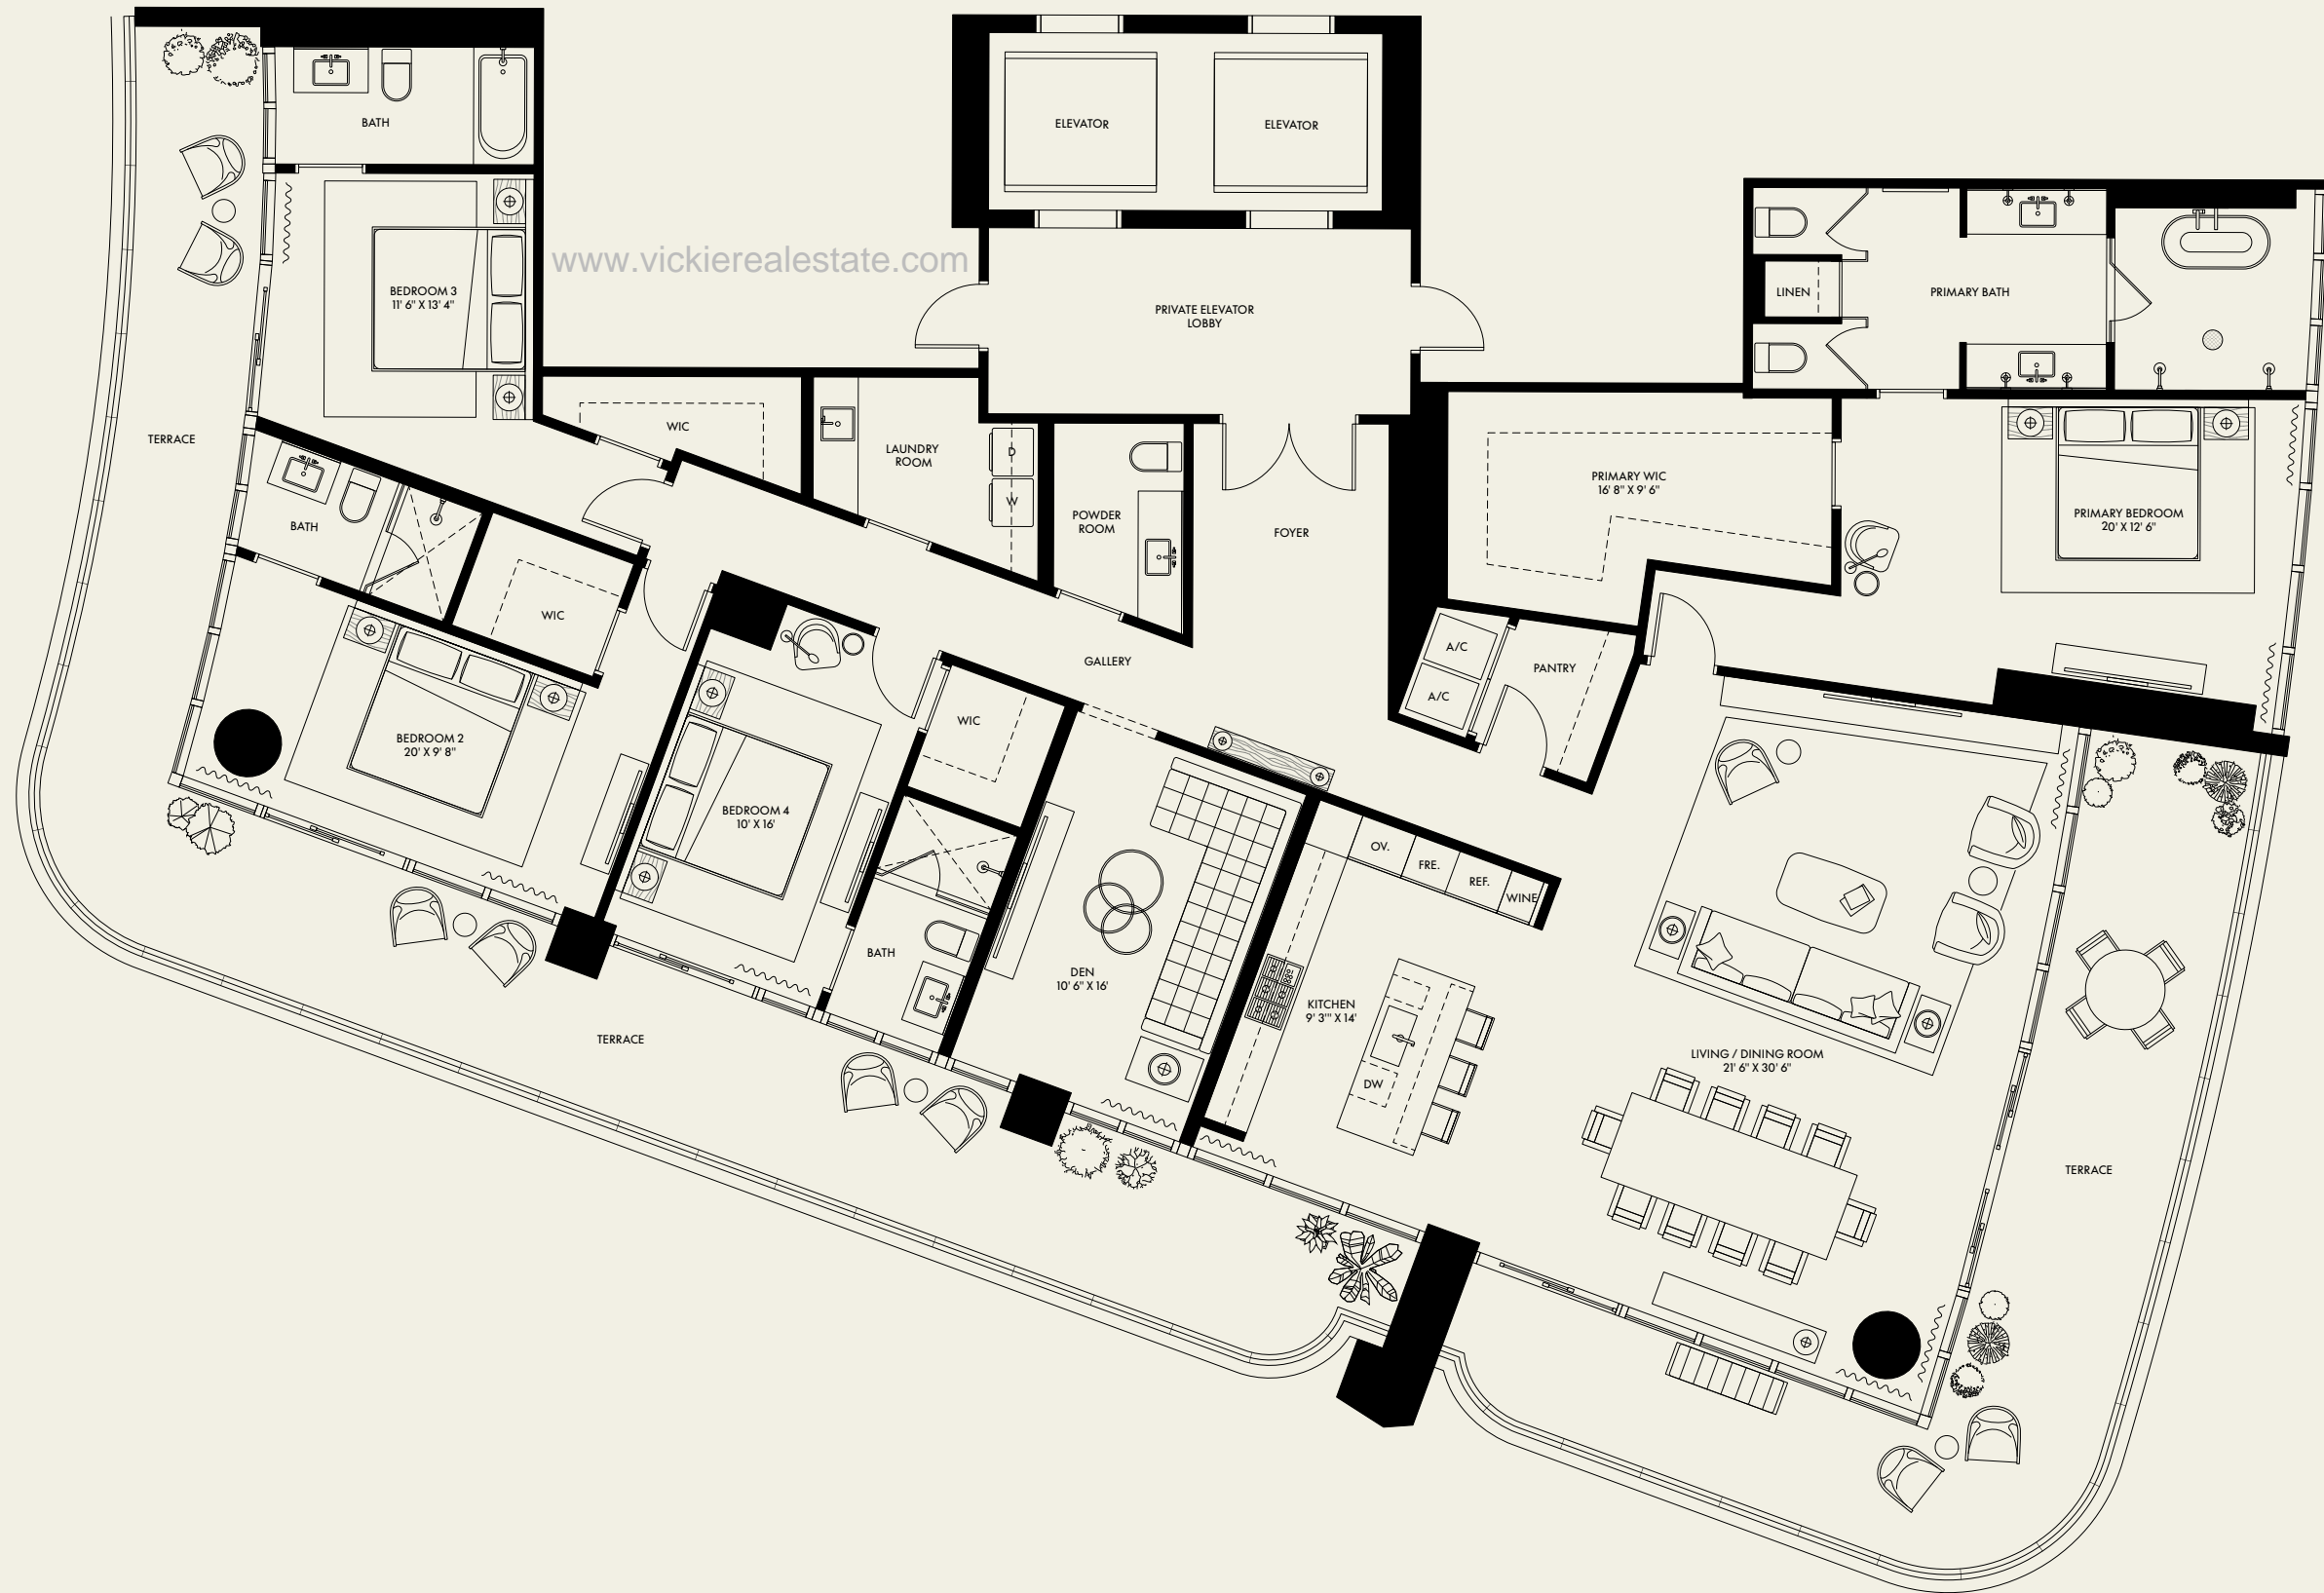 ELEVATOR
ELEVATOR
BATH
www.vickierealestate.com
BEDROOM 3
11' 6" X 13' 4"
PRIVATE ELEVATOR
LOBBY
LINEN
PRIMARY BATH
TERRACE
WIC
LAUNDRY
ROOM
D
W
POWDER
ROOM
FOYER
PRIMARY WIC
16' 8" X 9' 6"
PRIMARY BEDROOM
20' X 12' 6"
BATH
WIC
GALLERY
A/C
A/C
PANTRY
BEDROOM 2
20' X 9' 8"
WIC
BEDROOM 4
10' X 16'
OV.
FRE.
REF.
WINE
BATH
DEN
10' 6" X 16'
KITCHEN
9' 3'" X 14'
DW
TERRACE
LIVING / DINING ROOM
21' 6" X 30' 6"
TERRACE